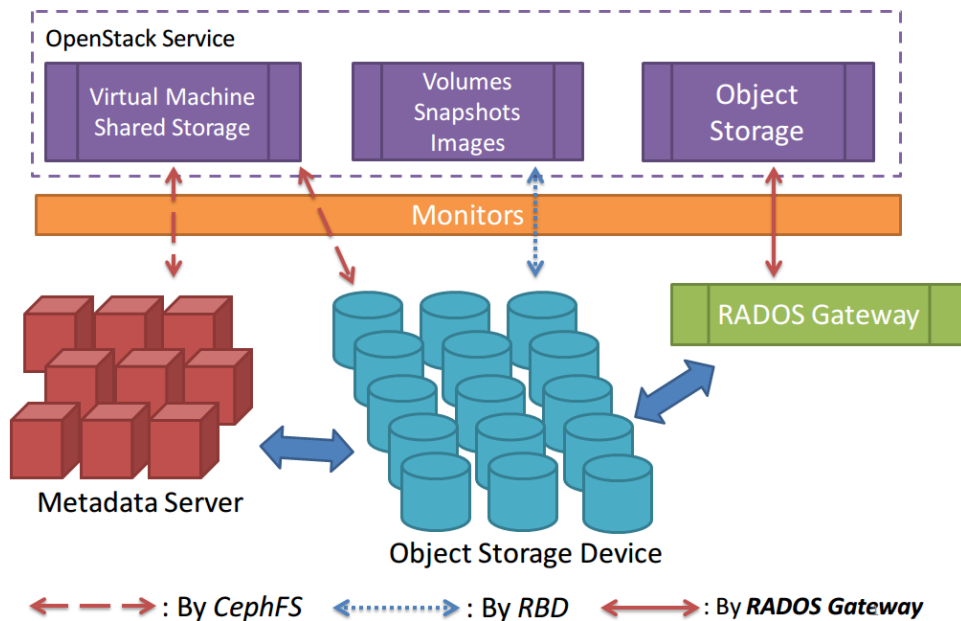 OpenStack Service
Virtual Machine
Shared Storage
Volumes
Snapshots
Images
Object
Storage
Monitors
RADOS Gateway
Metadata Server
Object Storage Device
: By CephFS
: By RBD
: By RADOS Gateway